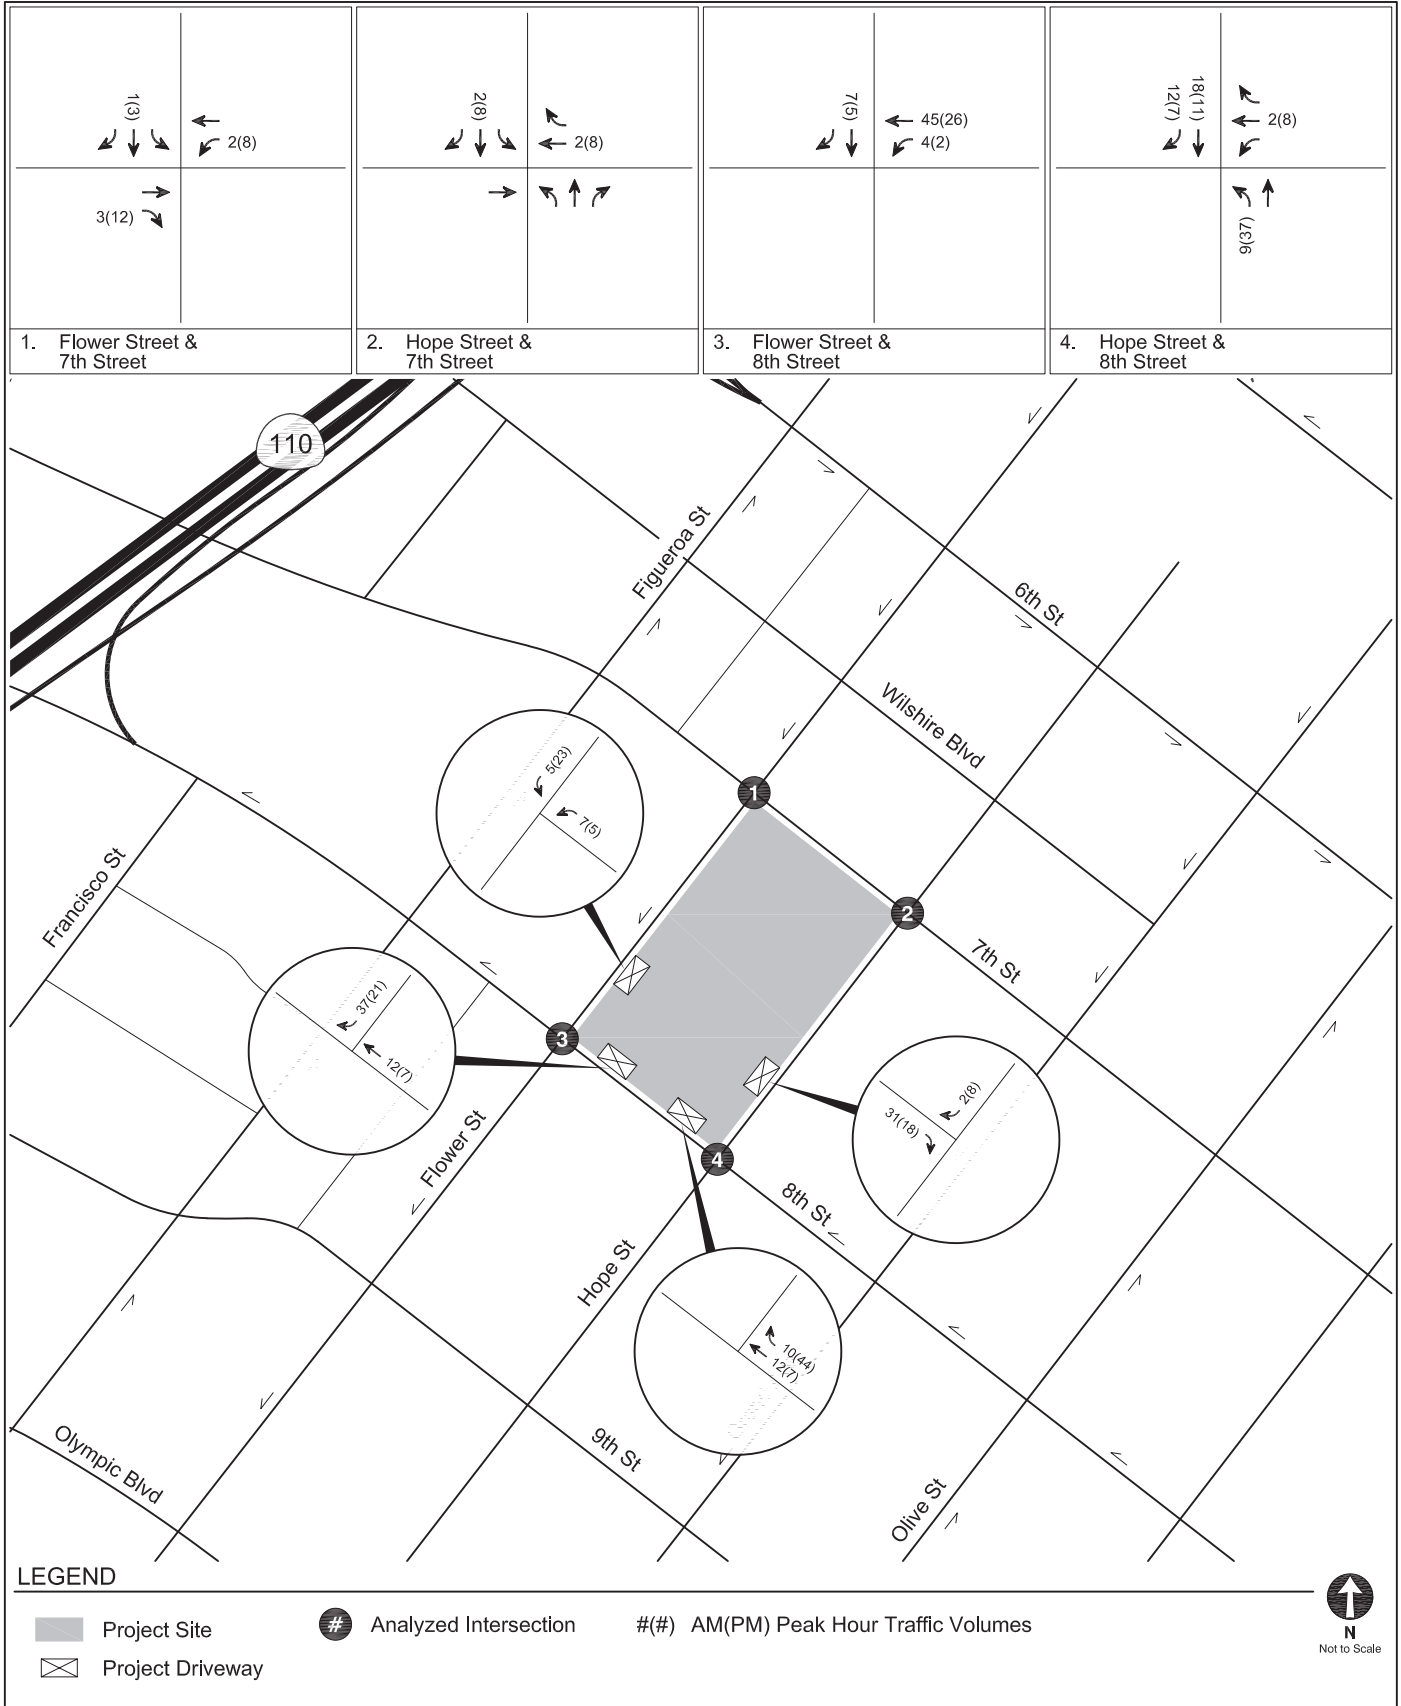 1(3)
2(8)
3(12)
1. Flower Street &
7th Street
2(8)
2(8)
2. Hope Street &
7th Street
7(5)
45(26)
4(2)
3. Flower Street &
8th Street
12(7)
18(11)
2(8)
9(37)
4. Hope Street &
8th Street
110
Figueroa St
6th St
Wilshire Blvd
5(23)
7(5)
1
Francisco St
2
7th St
37(21)
12(7)
3
2(8)
31(18)
Flower St
4
8th St
Hope St
10(44)
12(7)
Olympic Blvd
9th St
Olive St
LEGEND
Project Site
# Analyzed Intersection
#(#) AM(PM) Peak Hour Traffic Volumes
Project Driveway
N
Not to Scale